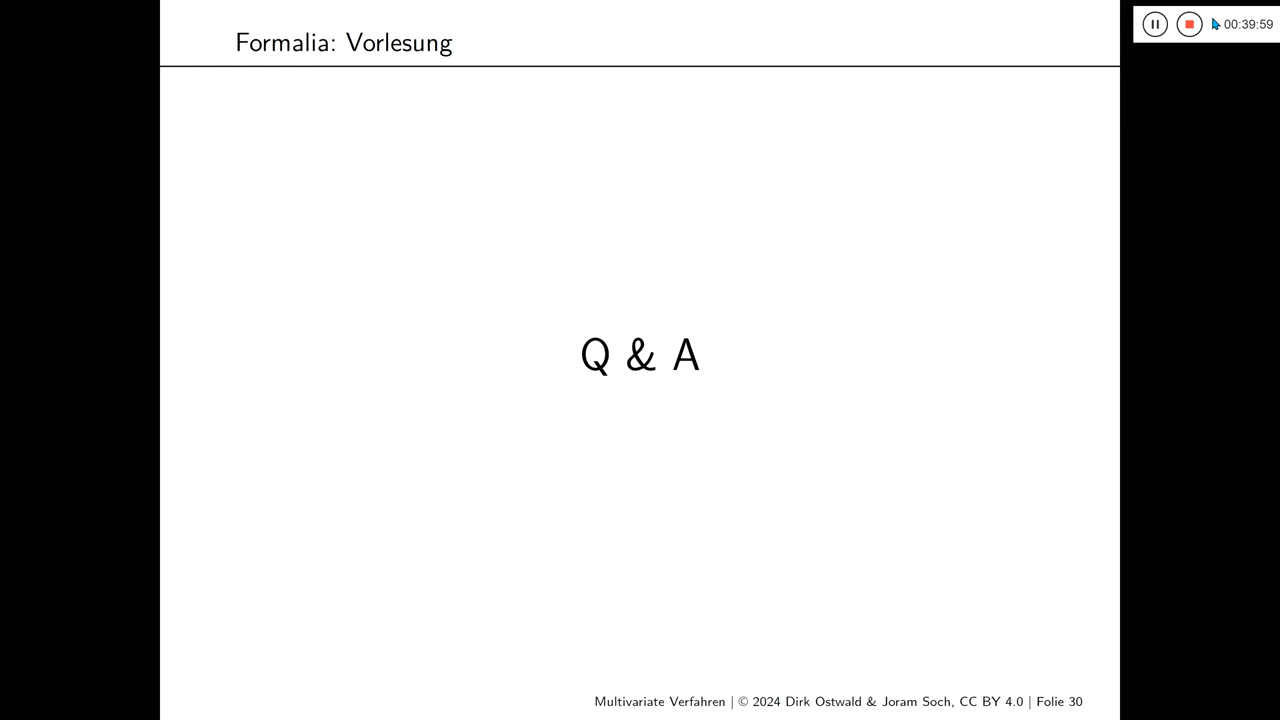 Formalia: Vorlesung
00:39:59
Q & A
Multivariate Verfahren | © 2024 Dirk Ostwald & Joram Soch, CC BY 4.0 | Folie 30